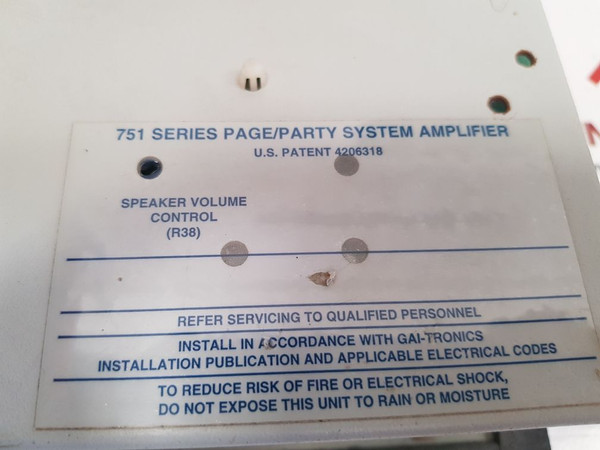 751 SERIES PAGE/PARTY SYSTEM AMPLIFIER
U.S. PATENT 4206318
SPEAKER VOLUME
CONTROL
(R38)
REFER SERVICING TO QUALIFIED PERSONNEL
INSTALL IN ACCORDANCE WITH GAI-TRONICS
INSTALLATION PUBLICATION AND APPLICABLE ELECTRICAL CODES
TO REDUCE RISK OF FIRE OR ELECTRICAL SHOCK,
DO NOT EXPOSE THIS UNIT TO RAIN OR MOISTURE